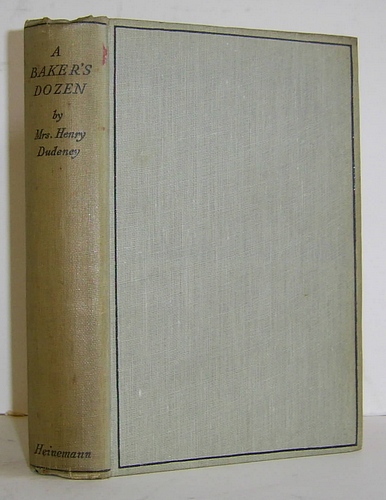 A
BAKER'S
DOZEN
by
Mrs. Henry
Dudeney
Heinemann